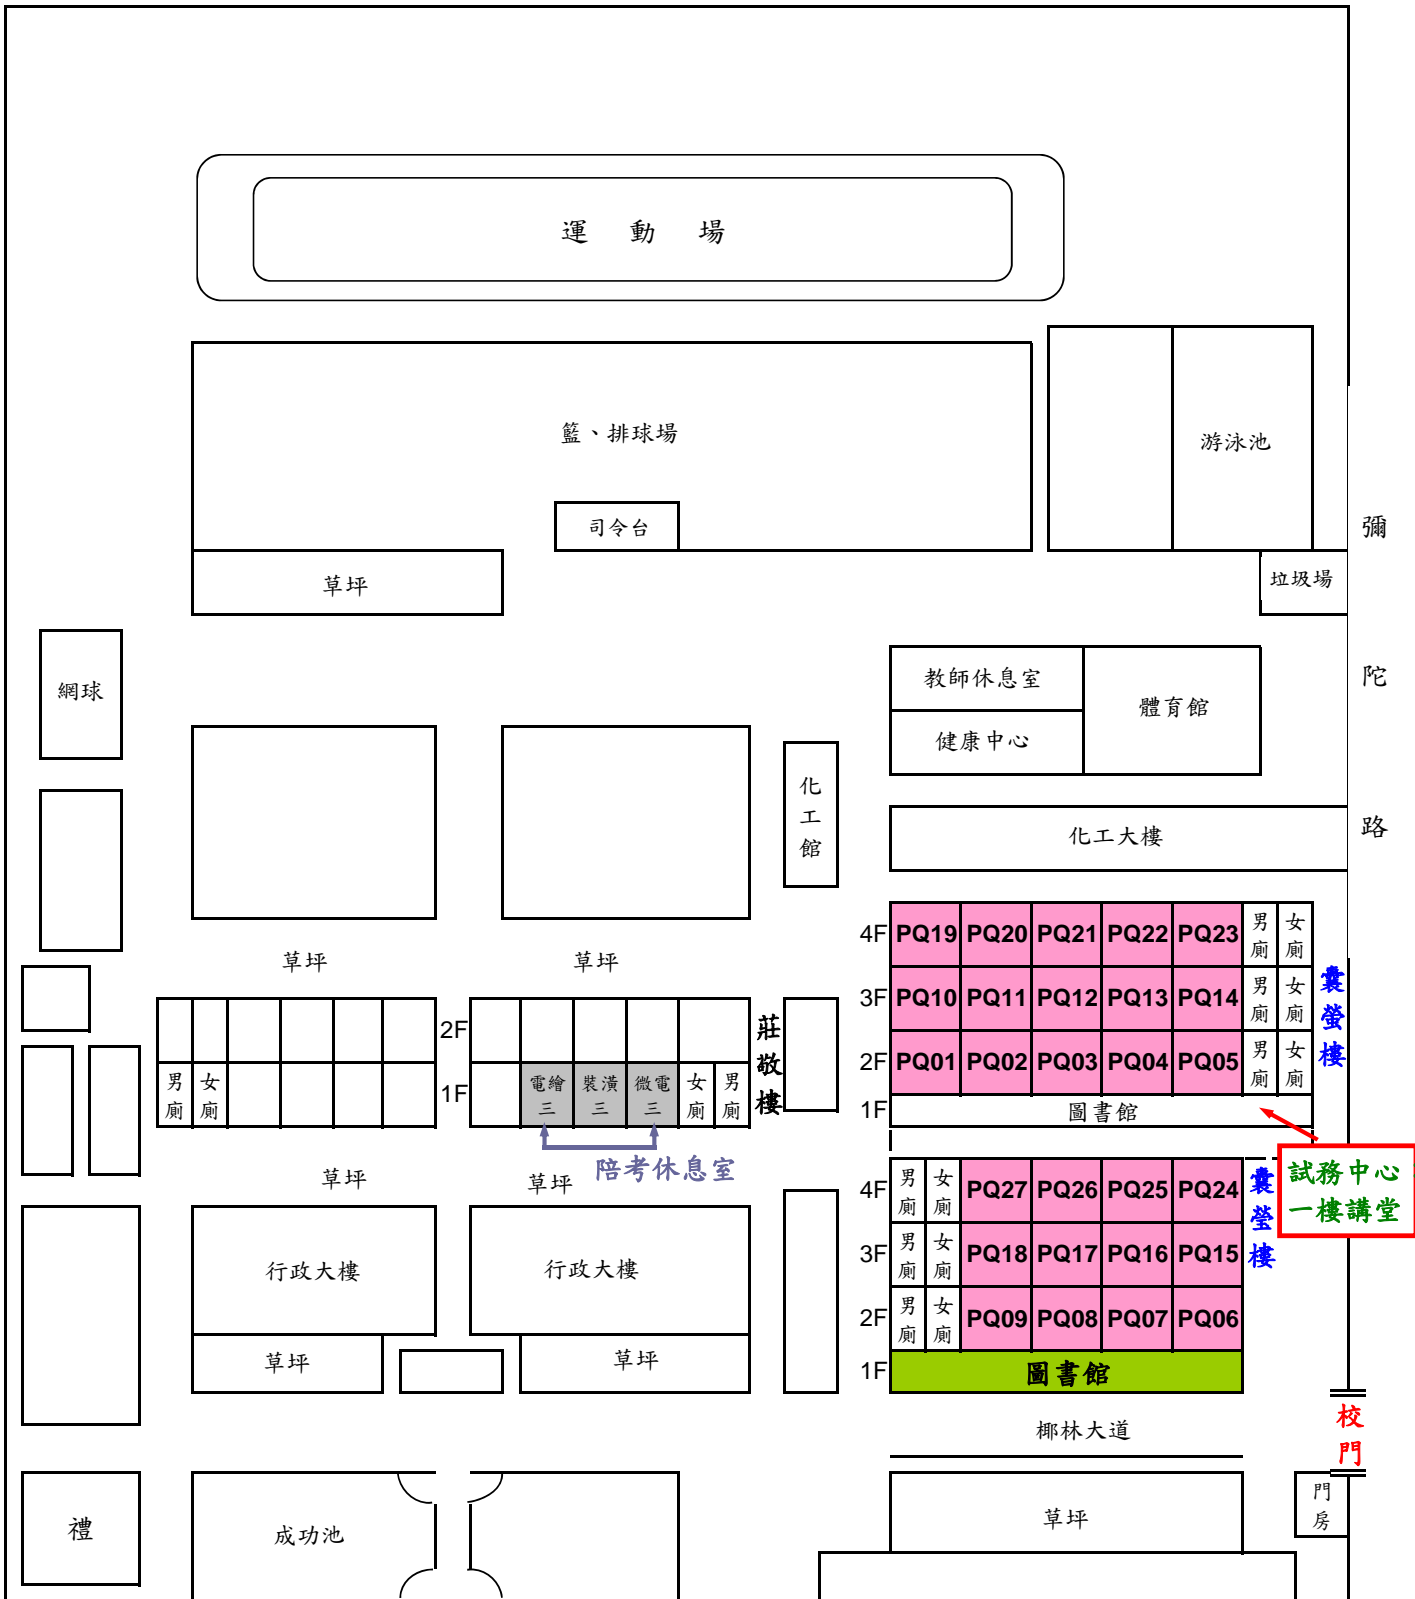 運 動 場
籃、排球場
游泳池
司令台
彌
陀
路
草坪
垃圾場
網球
教師休息室
健康中心
體育館
化工館
化工大樓
4F PQ19 PQ20 PQ21 PQ22 PQ23 男廁 女廁
3F PQ10 PQ11 PQ12 PQ13 PQ14 男廁 女廁
2F PQ01 PQ02 PQ03 PQ04 PQ05 男廁 女廁
1F 圖書館
囊螢樓
草坪
草坪
2F
莊敬樓
男廁 女廁 1F 電繪三 裝潢三 微電三 女廁 男廁
陪考休息室
試務中心
一樓講堂
草坪
草坪
4F 男廁 女廁 PQ27 PQ26 PQ25 PQ24
3F 男廁 女廁 PQ18 PQ17 PQ16 PQ15
2F 男廁 女廁 PQ09 PQ08 PQ07 PQ06
1F 圖書館
囊瑩樓
行政大樓
行政大樓
草坪
草坪
椰林大道
校門
門房
禮
成功池
草坪